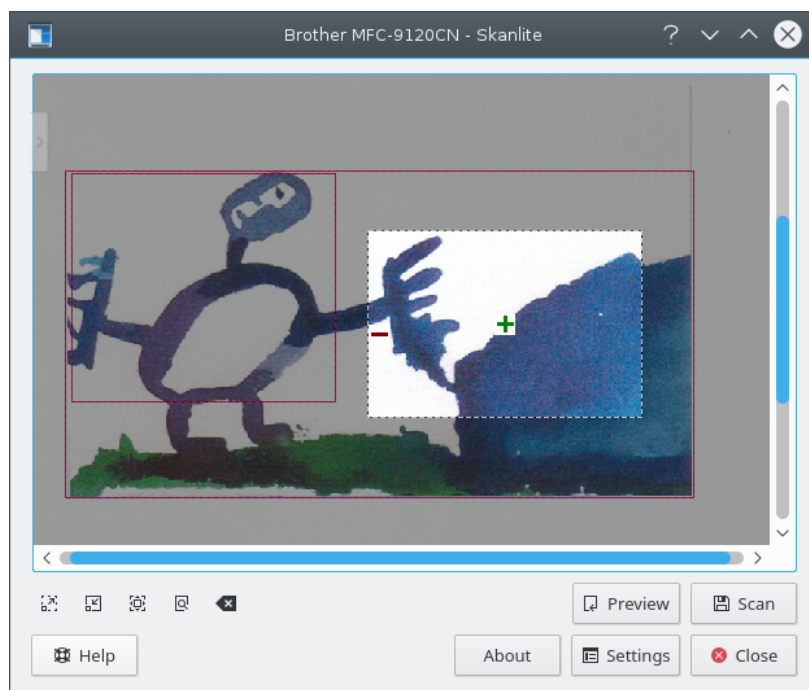 Brother MFC-9120CN - Skanlite
Preview
Scan
Help
About
Settings
Close